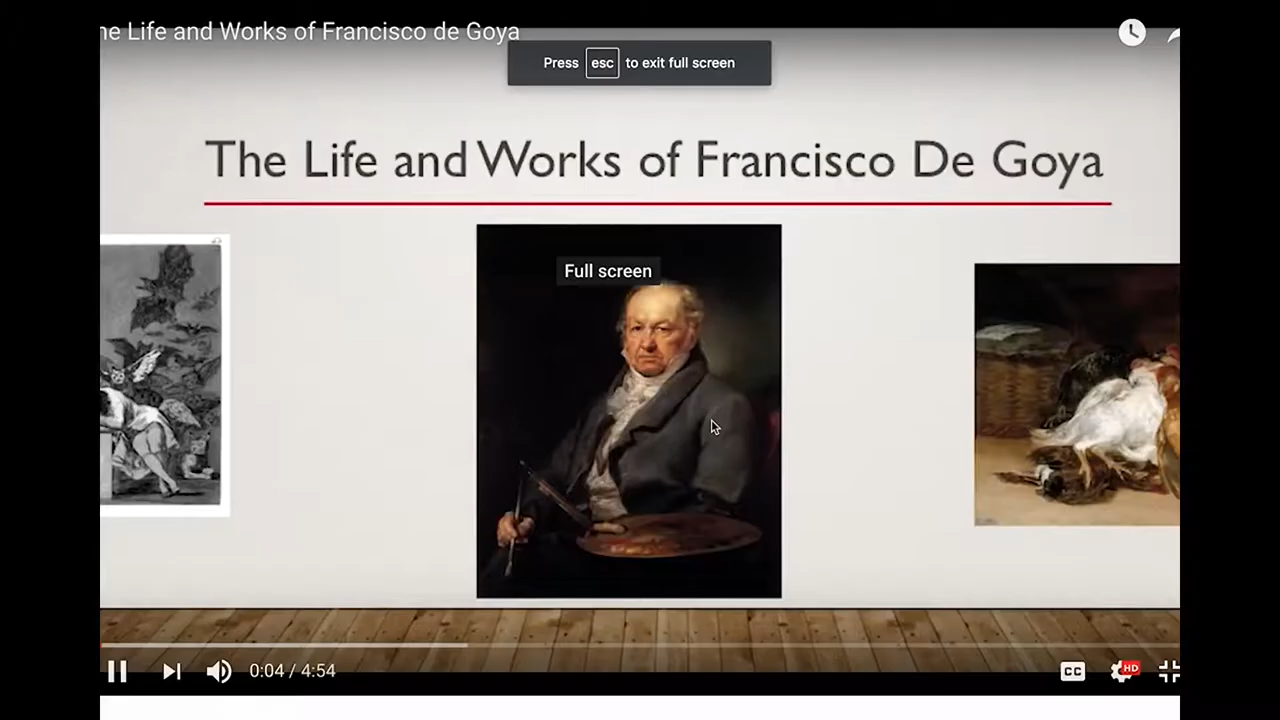 he Life and Works of Francisco de Goya
Press esc to exit full screen
The Life and Works of Francisco De Goya
Full screen
0:04 / 4:54
CC
HD